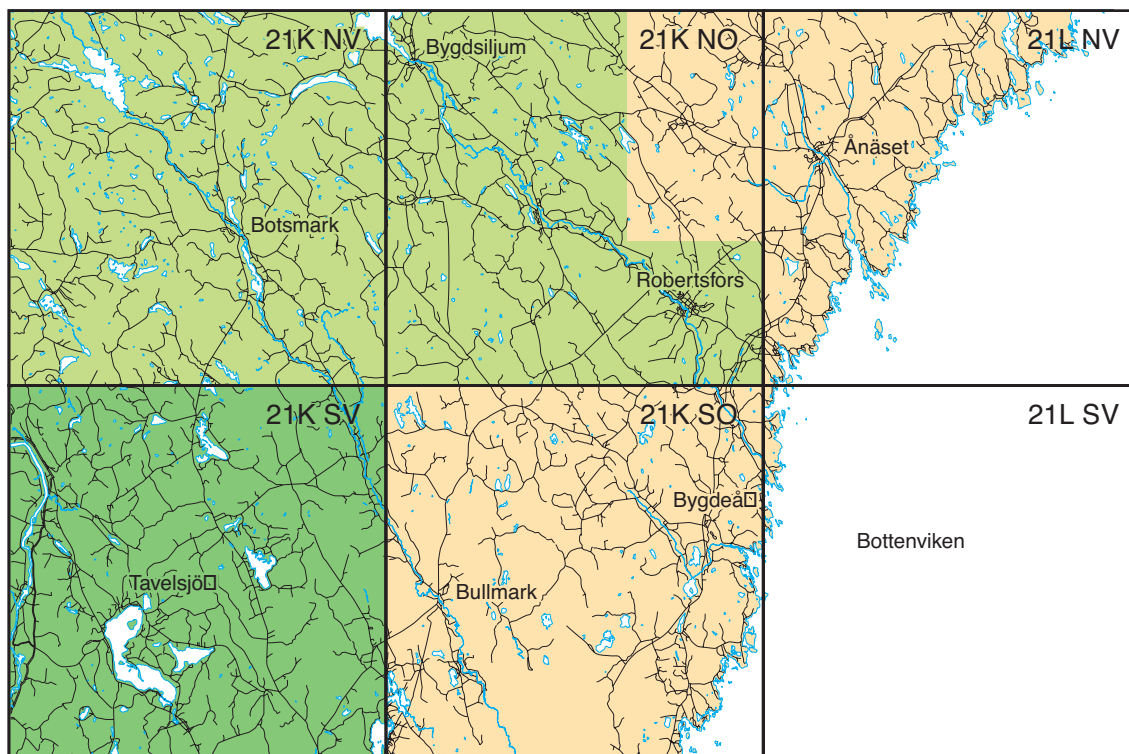 21K NV
Bygdsiljum
21K NO
21L NV
Ånäset
Botsmark
Robertsfors
21K SV
21K SO
21L SV
Bygdeå
Bottenviken
Tavelsjö
Bullmark